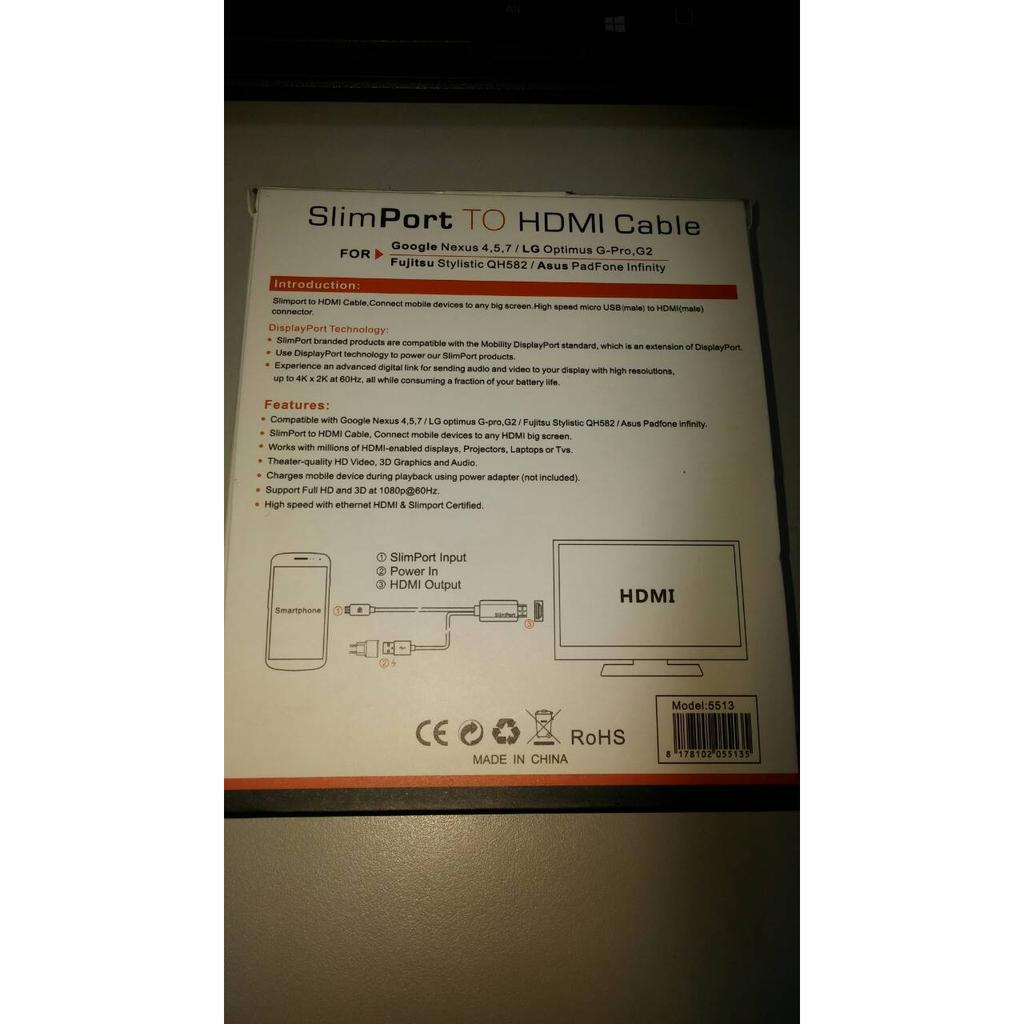 Alt
SlimPort TO HDMI Cable
FOR Google Nexus 4,5,7 / LG Optimus G-Pro,G2
Fujitsu Stylistic QH582 / Asus PadFone Infinity
Introduction:
Slimport to HDMI Cable,Connect mobile devices to any big screen.High speed micro USB(male) to HDMI(male)
connector.
DisplayPort Technology:
• SlimPort branded products are compatible with the Mobility DisplayPort standard, which is an extension of DisplayPort.
• Use DisplayPort technology to power our SlimPort products.
• Experience an advanced digital link for sending audio and video to your display with high resolutions,
up to 4K x 2K at 60Hz, all while consuming a fraction of your battery life.
Features:
• Compatible with Google Nexus 4,5,7 / LG optimus G-pro,G2 / Fujitsu Stylistic QH582 / Asus Padfone infinity.
• SlimPort to HDMI Cable, Connect mobile devices to any HDMI big screen.
• Works with millions of HDMI-enabled displays, Projectors, Laptops or Tvs.
• Theater-quality HD Video, 3D Graphics and Audio.
• Charges mobile device during playback using power adapter (not included).
• Support Full HD and 3D at 1080p@60Hz.
• High speed with ethernet HDMI & Slimport Certified.
① SlimPort Input
② Power In
③ HDMI Output
Smartphone
①
SlimPort
③
②
HDMI
Model:5513
8 178102 055135
CE RoHS
MADE IN CHINA